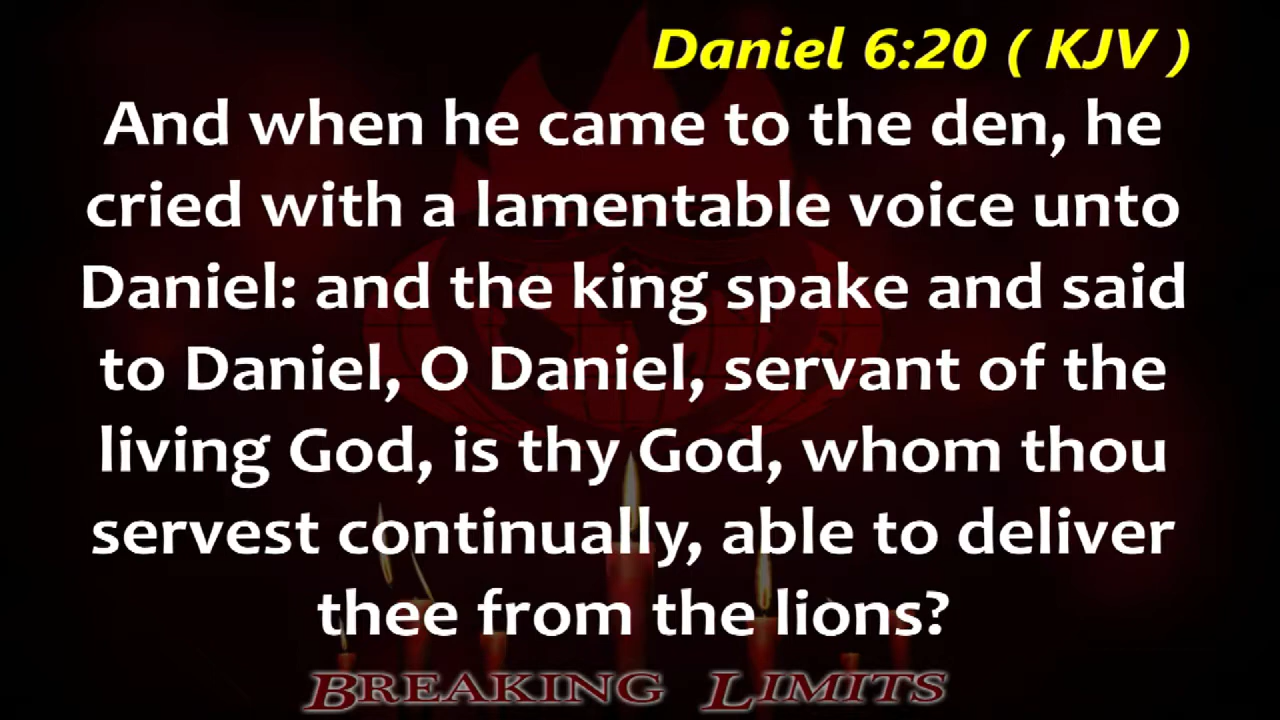 Daniel 6:20 ( KJV )
And when he came to the den, he
cried with a lamentable voice unto
Daniel: and the king spake and said
to Daniel, O Daniel, servant of the
living God, is thy God, whom thou
servest continually, able to deliver
thee from the lions?
BREAKING LIMITS